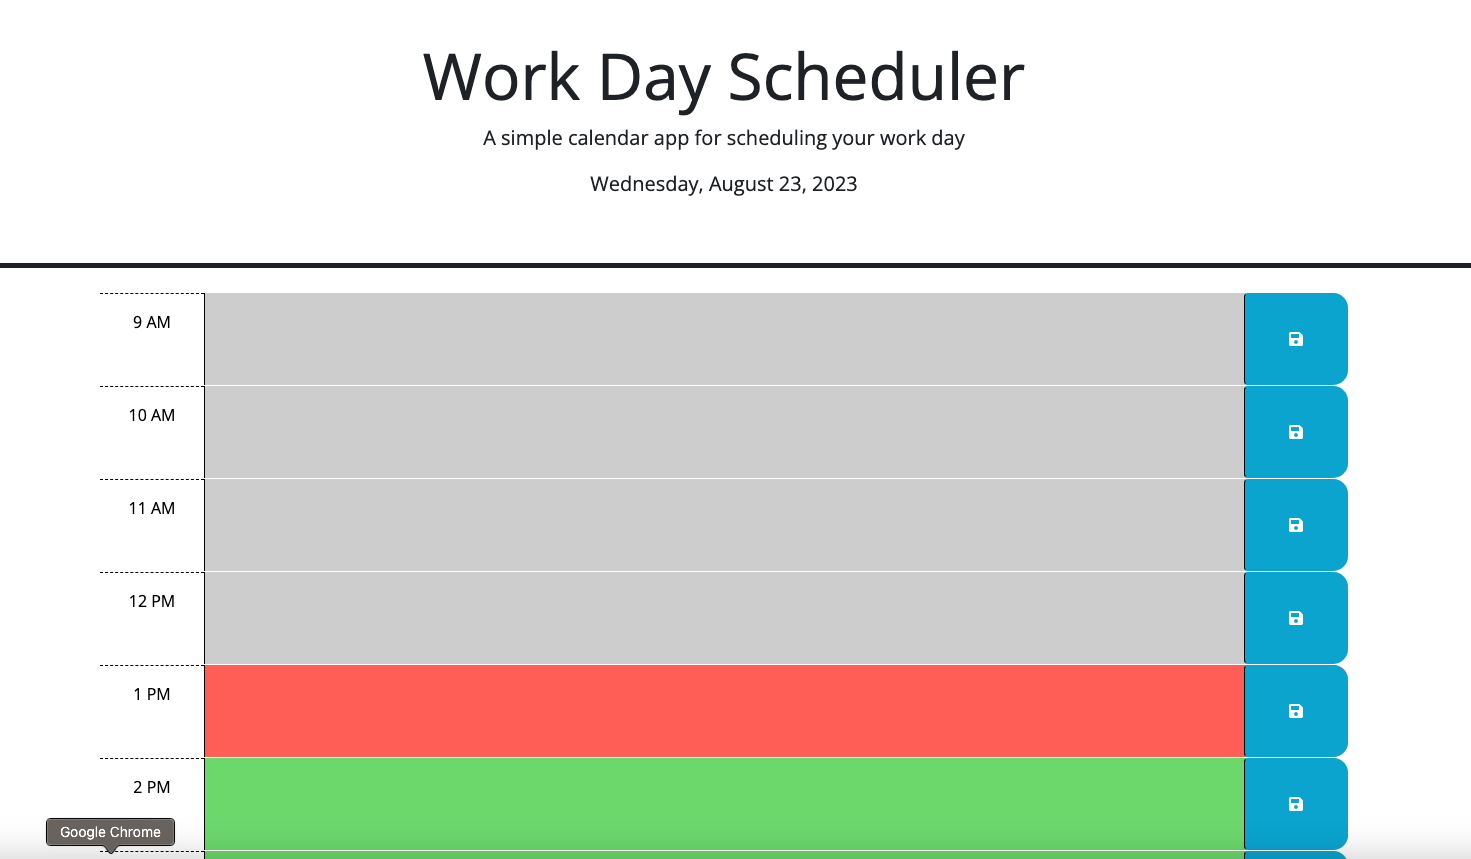 Work Day Scheduler
A simple calendar app for scheduling your work day
Wednesday, August 23, 2023
9 AM
10 AM
11 AM
12 PM
1 PM
2 PM
Google Chrome